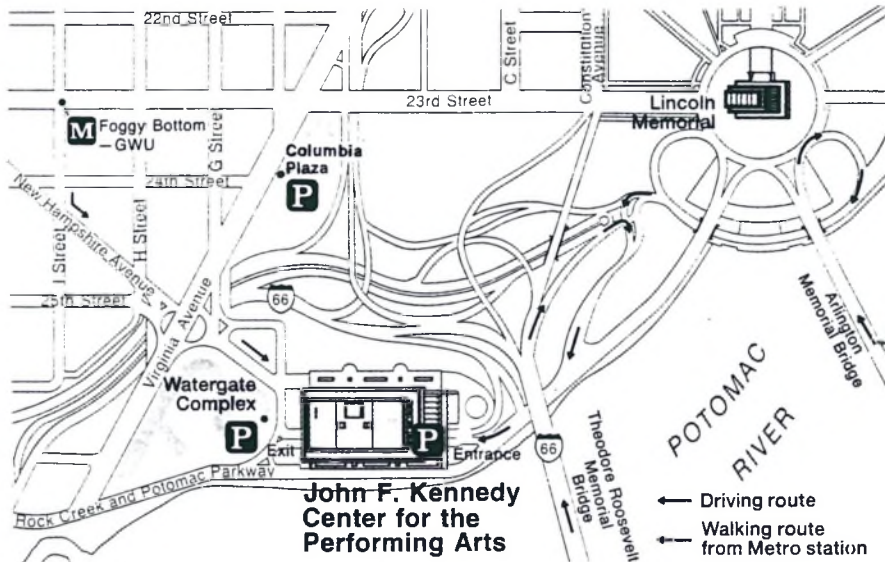 22nd Street
C Street
Constitution
Avenue
23rd Street
Lincoln
Memorial
M
Foggy Bottom
—GWU
G Street
Columbia
Plaza
P
24th Street
New Hampshire Avenue
I Street
H Street
25th Street
Virginia Avenue
66
Arlington
Memorial Bridge
Watergate
Complex
P
P
Exit
Entrance
66
POTOMAC
RIVER
Theodore Roosevelt
Memorial
Bridge
Rock Creek and Potomac Parkway
John F. Kennedy
Center for the
Performing Arts
Driving route
Walking route
from Metro station